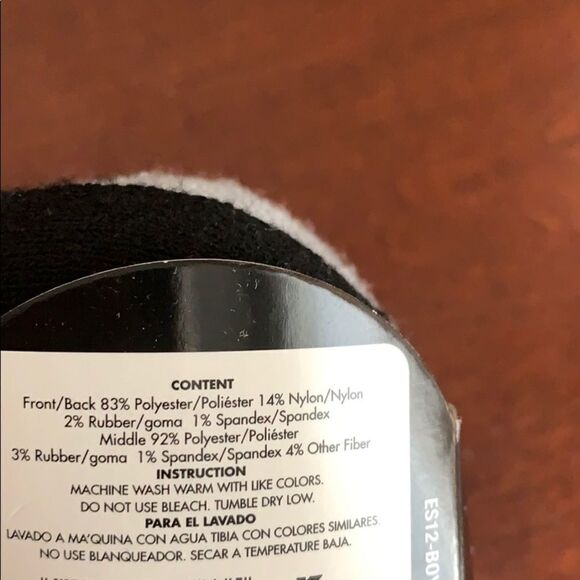 CONTENT
Front/Back 83% Polyester/Poliéster 14% Nylon/Nylon
2% Rubber/goma 1% Spandex/Spandex
Middle 92% Polyester/Poliéster
3% Rubber/goma 1% Spandex/Spandex 4% Other Fiber
INSTRUCTION
MACHINE WASH WARM WITH LIKE COLORS.
DO NOT USE BLEACH. TUMBLE DRY LOW.
PARA EL LAVADO
LAVADO A MA'QUINA CON AGUA TIBIA CON COLORES SIMILARES.
NO USE BLANQUEADOR. SECAR A TEMPERATURE BAJA.